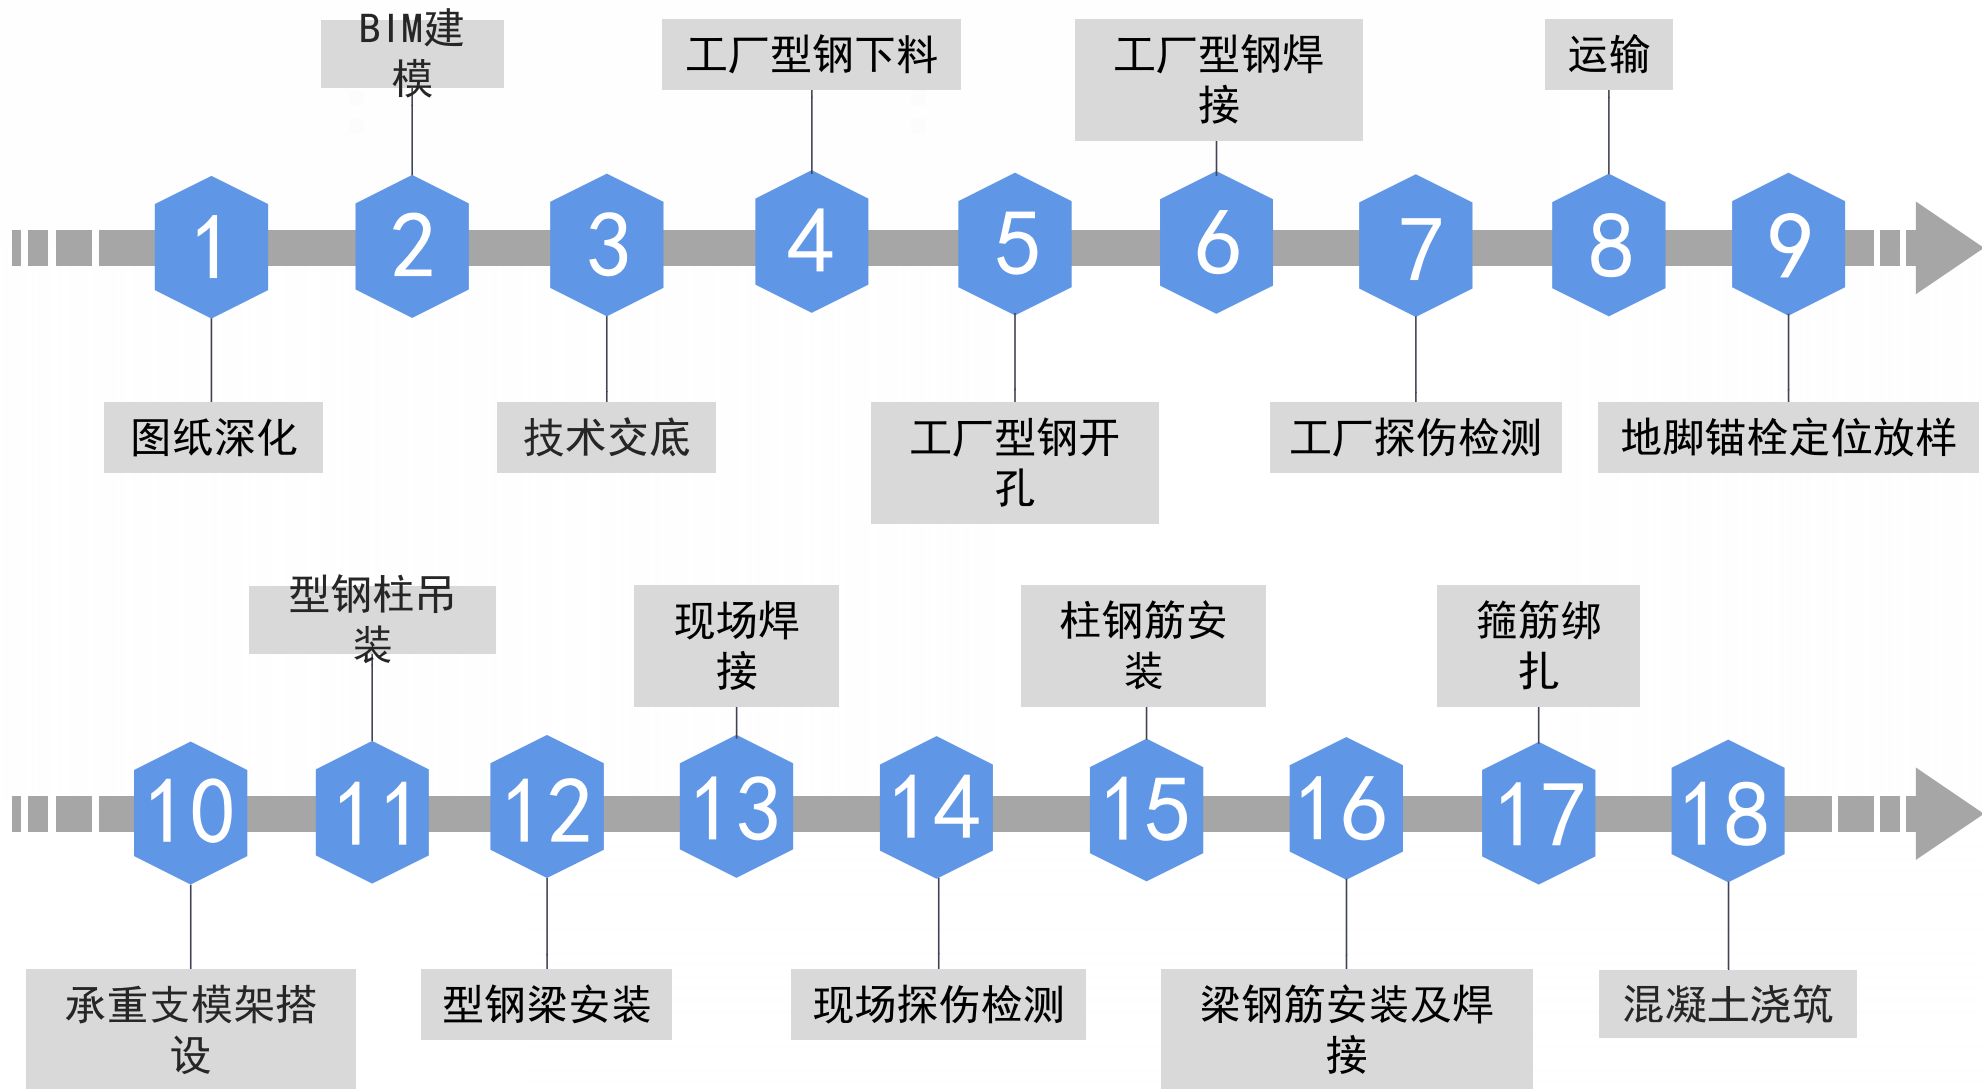 BIM建
模
工厂型钢下料
工厂型钢焊
接
运输
1
2
3
4
5
6
7
8
9
图纸深化
技术交底
工厂型钢开
孔
工厂探伤检测
地脚锚栓定位放样
型钢柱吊
装
现场焊
接
柱钢筋安
装
箍筋绑
扎
10
11
12
13
14
15
16
17
18
承重支模架搭
设
型钢梁安装
现场探伤检测
梁钢筋安装及焊
接
混凝土浇筑